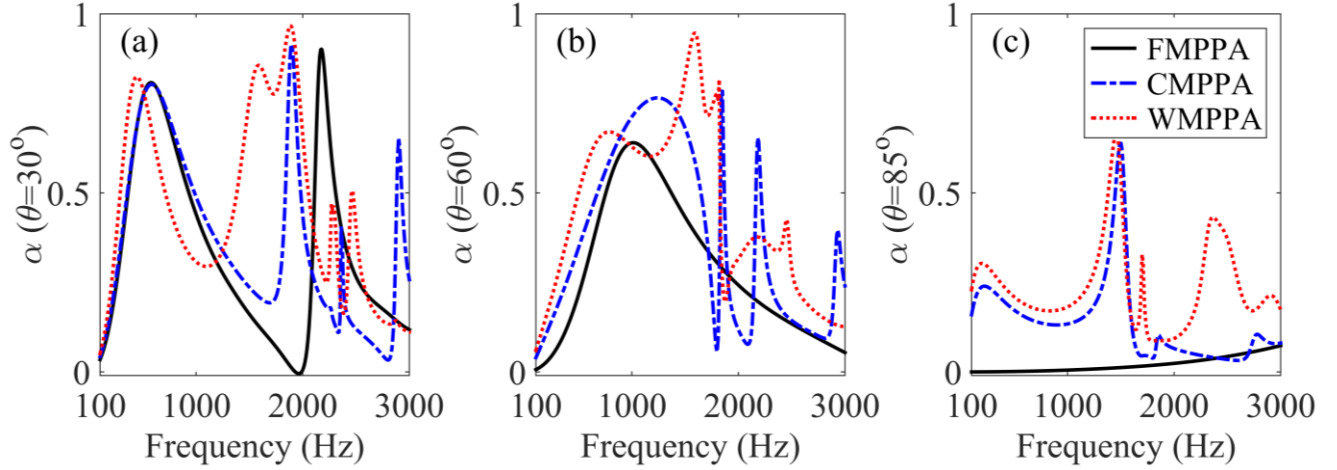 1
0.5
0
α (θ=30°)
(a)
100 1000 2000 3000
Frequency (Hz)
1
0.5
0
α (θ=60°)
(b)
100 1000 2000 3000
Frequency (Hz)
1
0.5
0
α (θ=85°)
(c)
FMPPA
CMPPA
WMPPA
100 1000 2000 3000
Frequency (Hz)